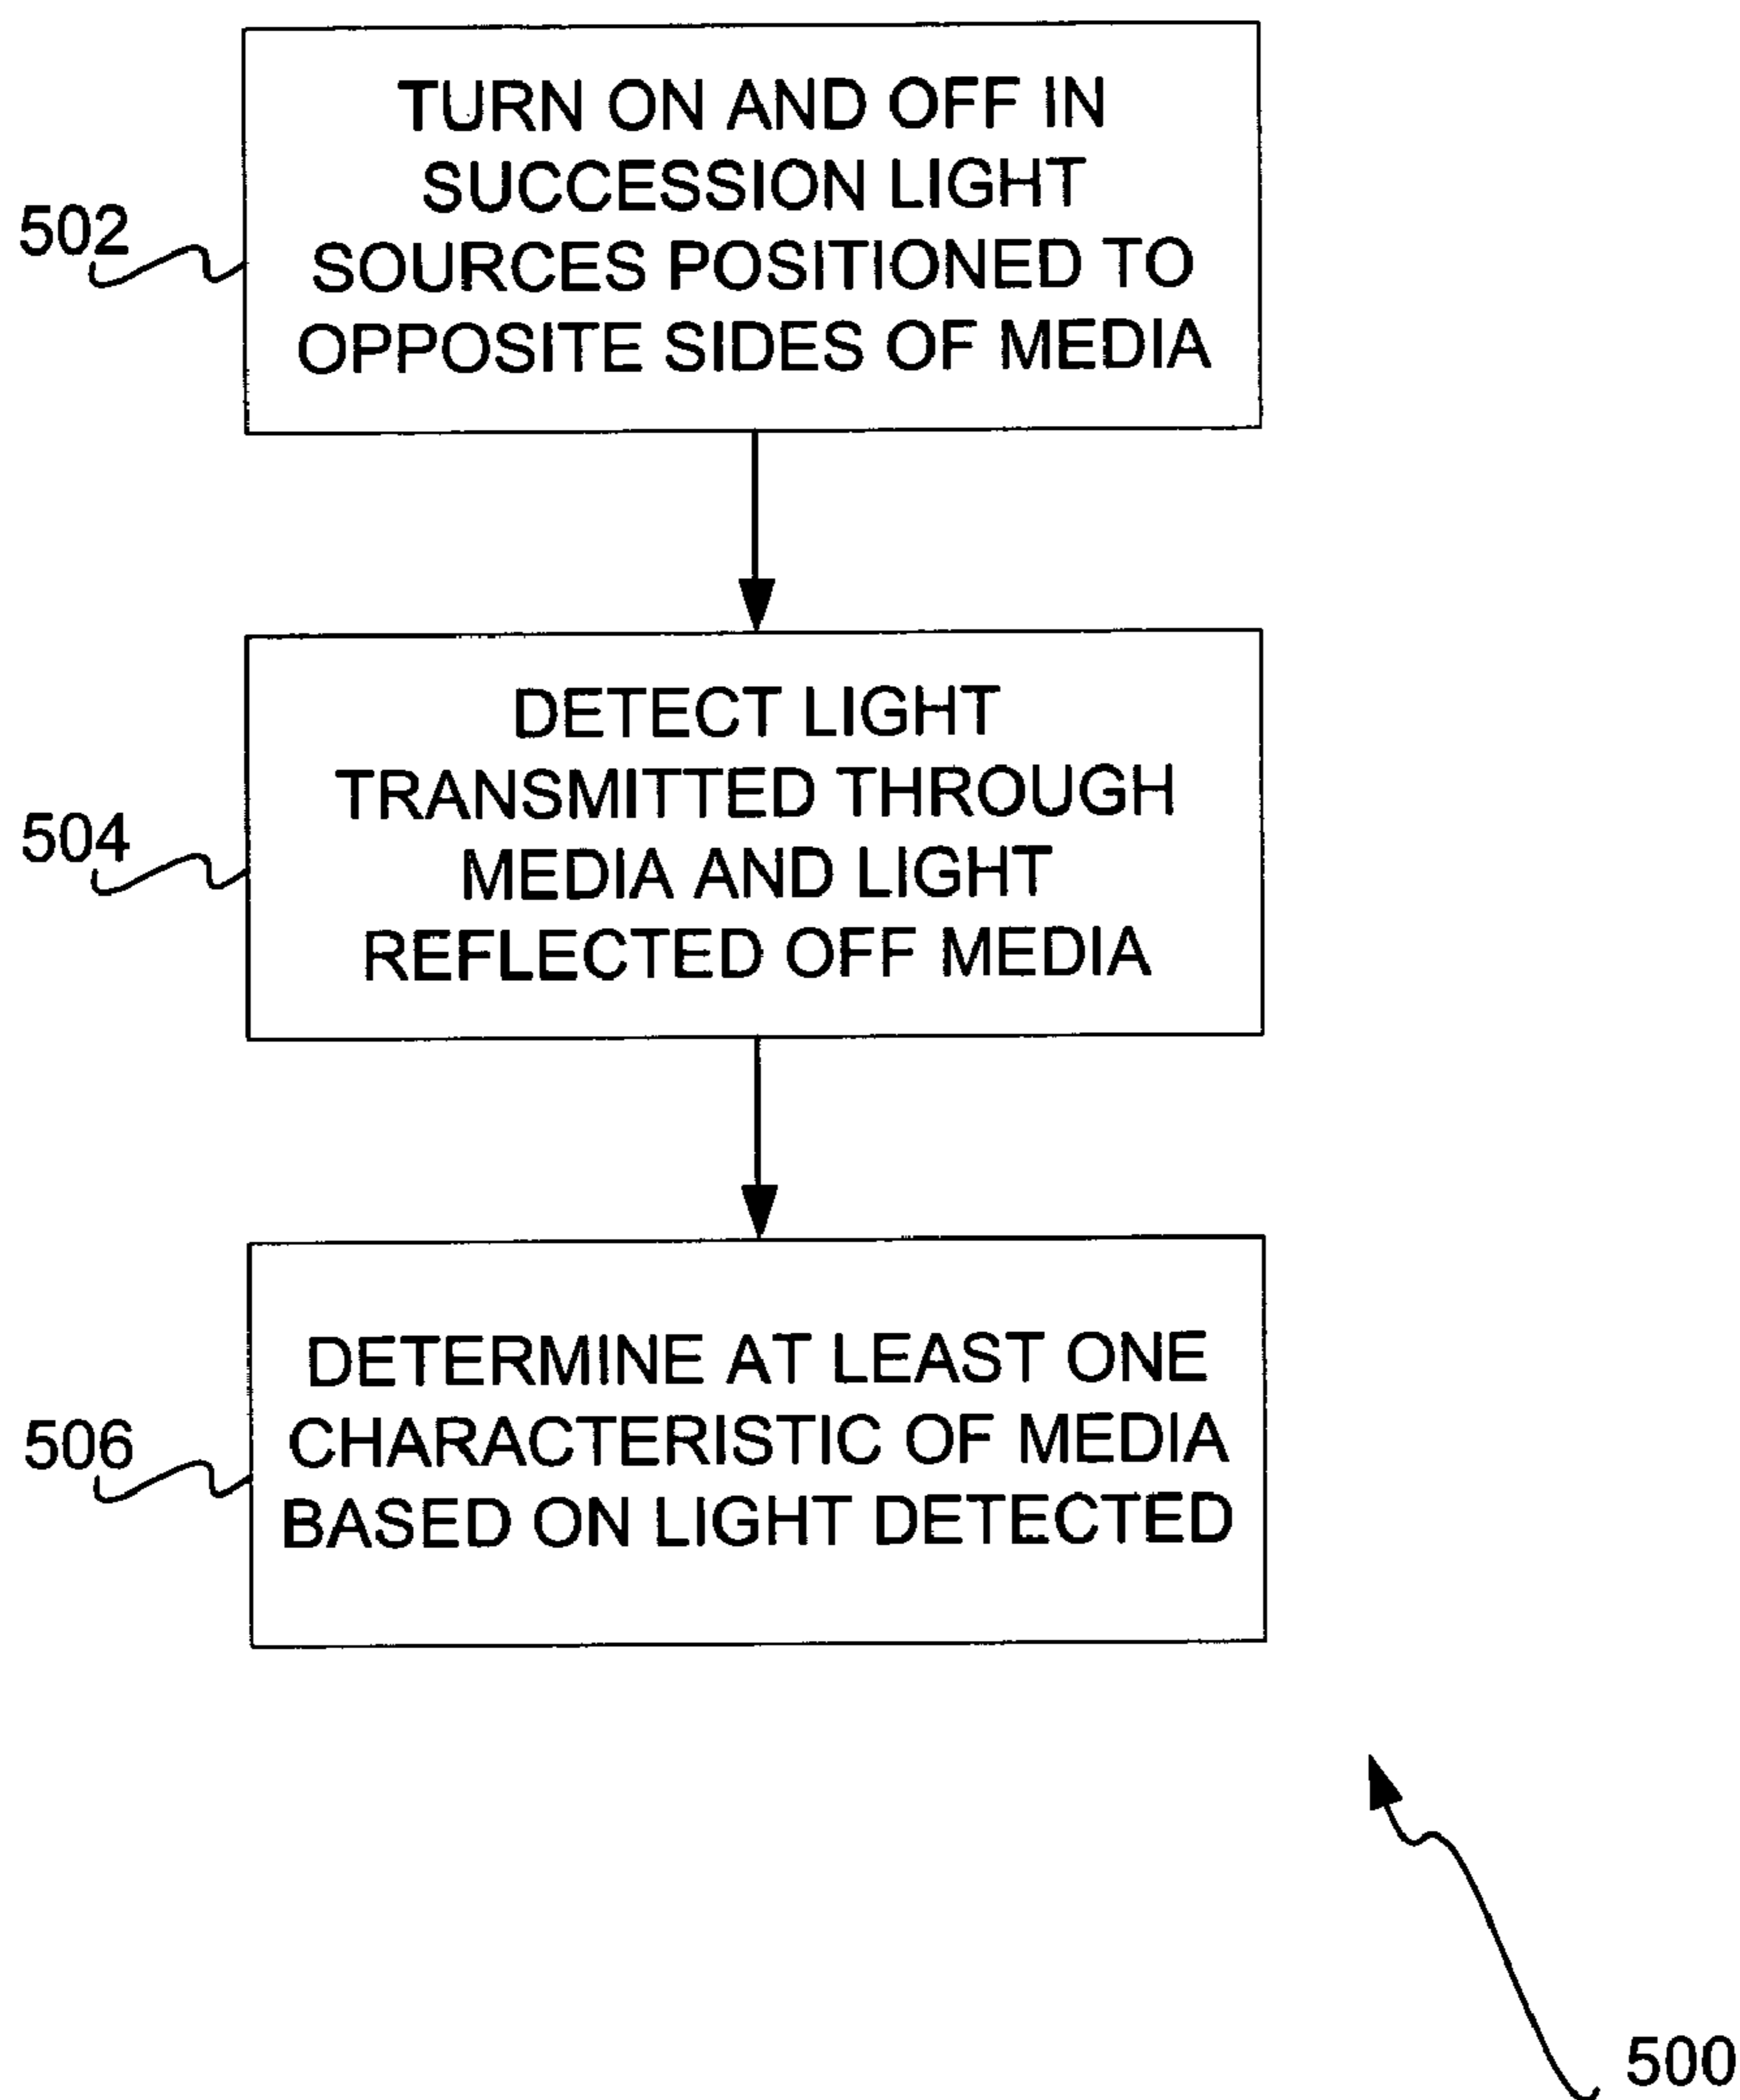 TURN ON AND OFF IN
SUCCESSION LIGHT
SOURCES POSITIONED TO
OPPOSITE SIDES OF MEDIA
502
DETECT LIGHT
TRANSMITTED THROUGH
MEDIA AND LIGHT
REFLECTED OFF MEDIA
504
DETERMINE AT LEAST ONE
CHARACTERISTIC OF MEDIA
BASED ON LIGHT DETECTED
506
500